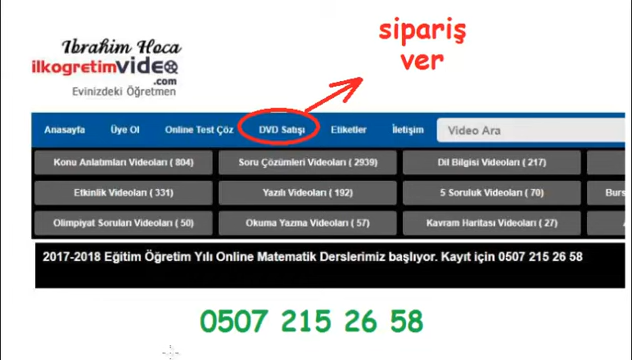 sipariş
ver
İbrahim Hoca
ilkogretimvideo
.com
Evinizdeki Öğretmen
Anasayfa Üye Ol Online Test Çöz DVD Satışı Etiketler İletişim Video Ara
Konu Anlatımları Videoları ( 804) Soru Çözümleri Videoları ( 2939) Dil Bilgisi Videoları ( 217)
Etkinlik Videoları ( 331) Yazılı Videoları ( 192) 5 Soruluk Videoları ( 70)
Olimpiyat Soruları Videoları ( 50) Okuma Yazma Videoları ( 57) Kavram Haritası Videoları ( 27)
2017-2018 Eğitim Öğretim Yılı Online Matematik Derslerimiz başlıyor. Kayıt için 0507 215 26 58
0507 215 26 58